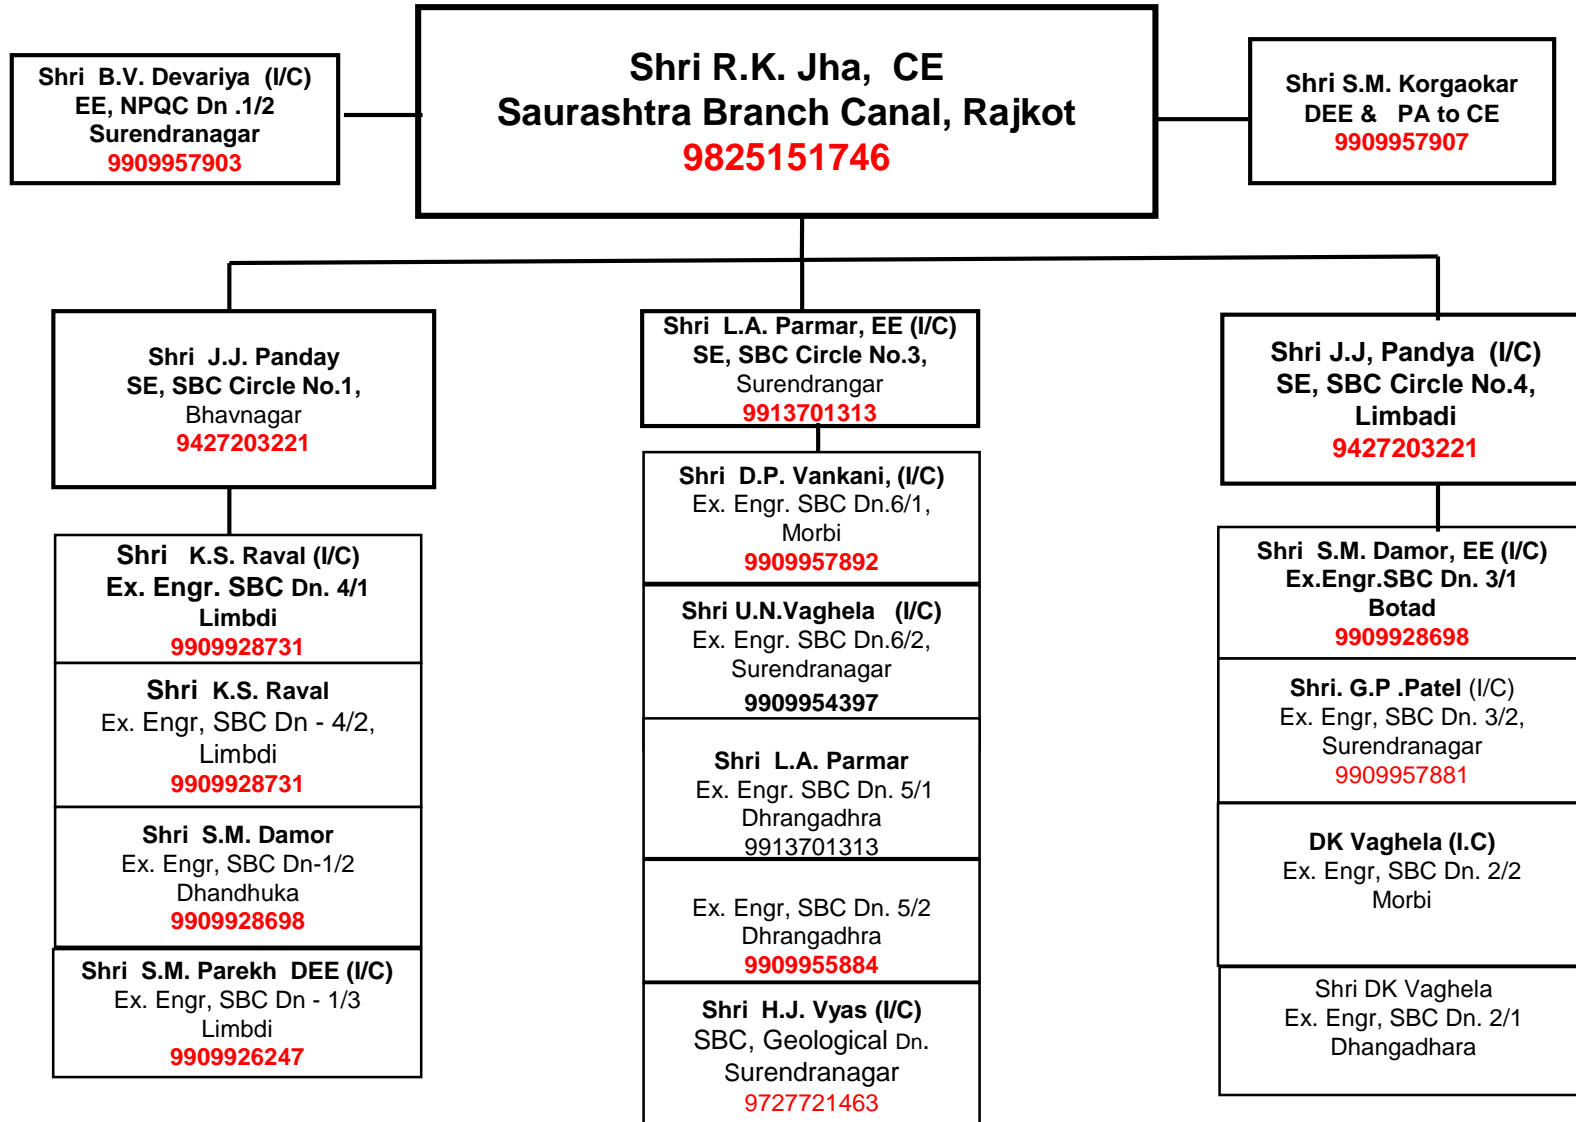 Shri B.V. Devariya (I/C)
EE, NPQC Dn .1/2
Surendranagar
9909957903
Shri R.K. Jha, CE
Saurashtra Branch Canal, Rajkot
9825151746
Shri S.M. Korgaokar
DEE & PA to CE
9909957907
Shri J.J. Panday
SE, SBC Circle No.1,
Bhavnagar
9427203221
Shri K.S. Raval (I/C)
Ex. Engr. SBC Dn. 4/1
Limbdi
9909928731
Shri K.S. Raval
Ex. Engr, SBC Dn - 4/2,
Limbdi
9909928731
Shri S.M. Damor
Ex. Engr, SBC Dn-1/2
Dhandhuka
9909928698
Shri S.M. Parekh DEE (I/C)
Ex. Engr, SBC Dn - 1/3
Limbdi
9909926247
Shri L.A. Parmar, EE (I/C)
SE, SBC Circle No.3,
Surendrangar
9913701313
Shri D.P. Vankani, (I/C)
Ex. Engr. SBC Dn.6/1,
Morbi
9909957892
Shri U.N.Vaghela (I/C)
Ex. Engr. SBC Dn.6/2,
Surendranagar
9909954397
Shri L.A. Parmar
Ex. Engr. SBC Dn. 5/1
Dhrangadhra
9913701313
Ex. Engr, SBC Dn. 5/2
Dhrangadhra
9909955884
Shri H.J. Vyas (I/C)
SBC, Geological Dn.
Surendranagar
9727721463
Shri J.J, Pandya (I/C)
SE, SBC Circle No.4,
Limbadi
9427203221
Shri S.M. Damor, EE (I/C)
Ex.Engr.SBC Dn. 3/1
Botad
9909928698
Shri. G.P .Patel (I/C)
Ex. Engr, SBC Dn. 3/2,
Surendranagar
9909957881
DK Vaghela (I.C)
Ex. Engr, SBC Dn. 2/2
Morbi
Shri DK Vaghela
Ex. Engr, SBC Dn. 2/1
Dhangadhara